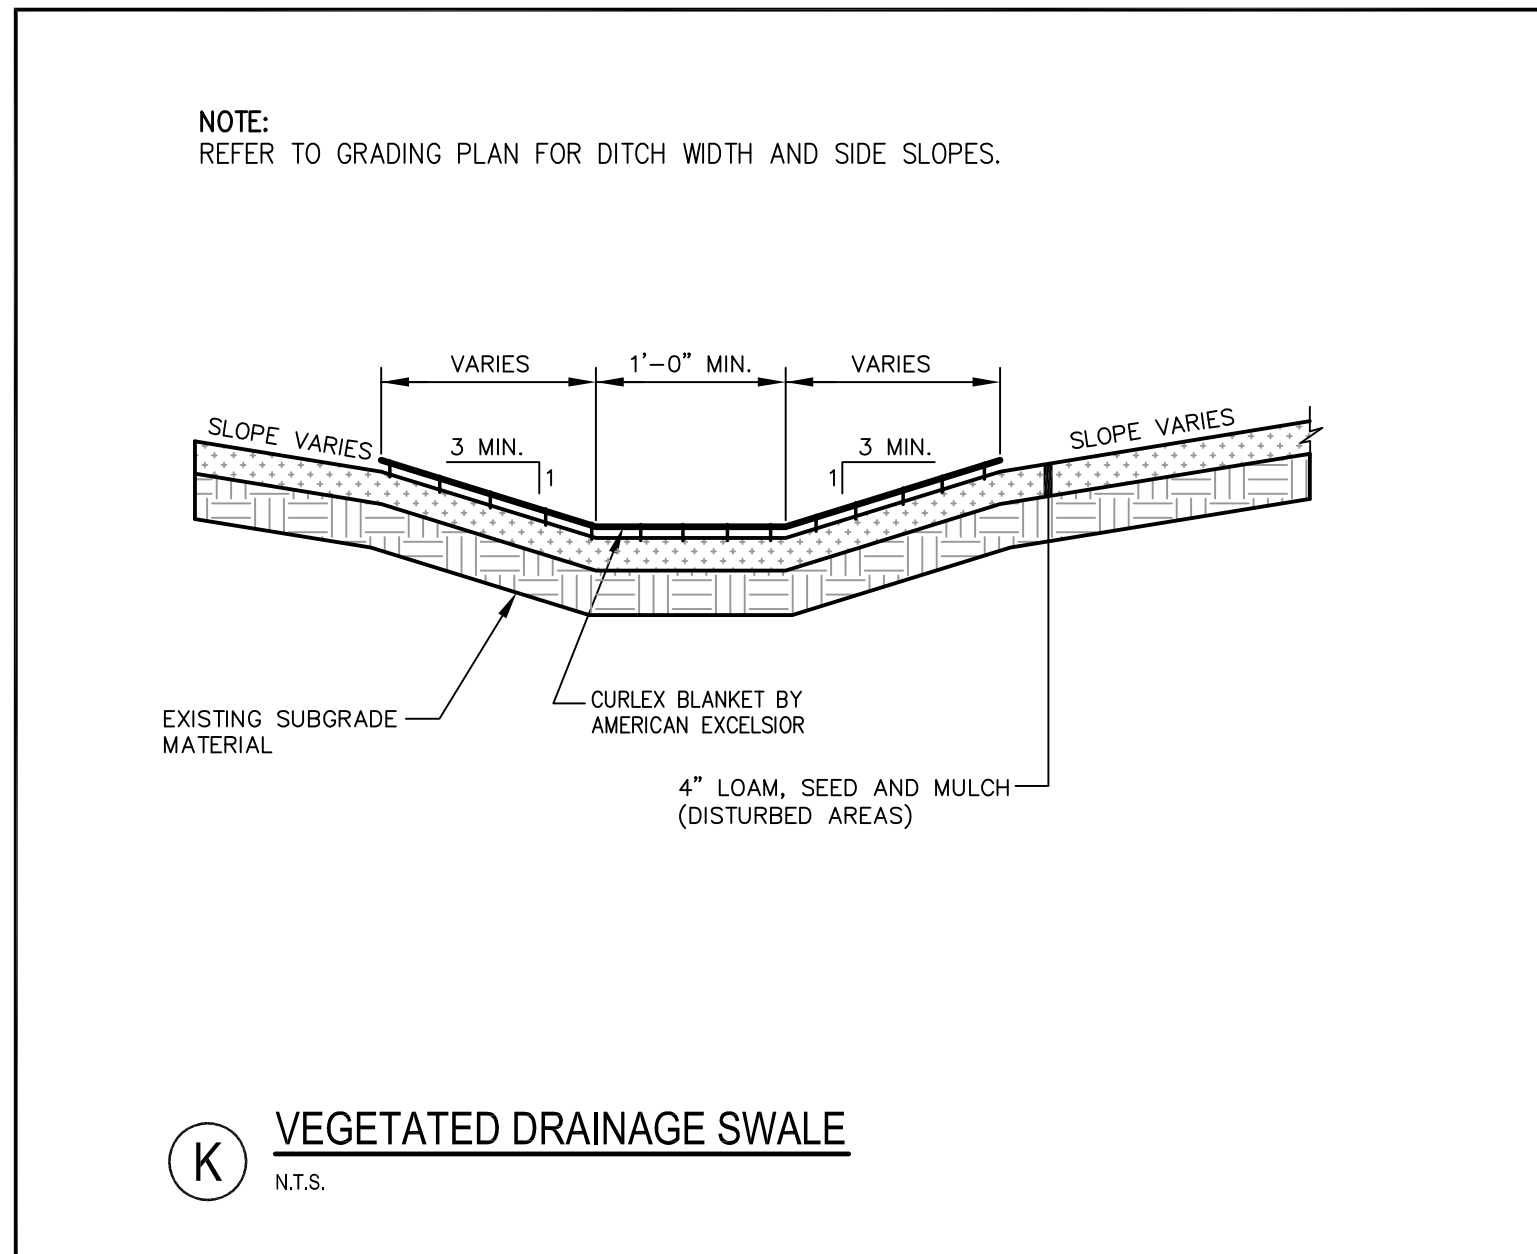 NOTE:
REFER TO GRADING PLAN FOR DITCH WIDTH AND SIDE SLOPES.
VARIES
1'-0" MIN.
VARIES
SLOPE VARIES
3 MIN.
1
3 MIN.
1
SLOPE VARIES
EXISTING SUBGRADE
MATERIAL
CURLEX BLANKET BY
AMERICAN EXCELSIOR
4" LOAM, SEED AND MULCH
(DISTURBED AREAS)
K
VEGETATED DRAINAGE SWALE
N.T.S.